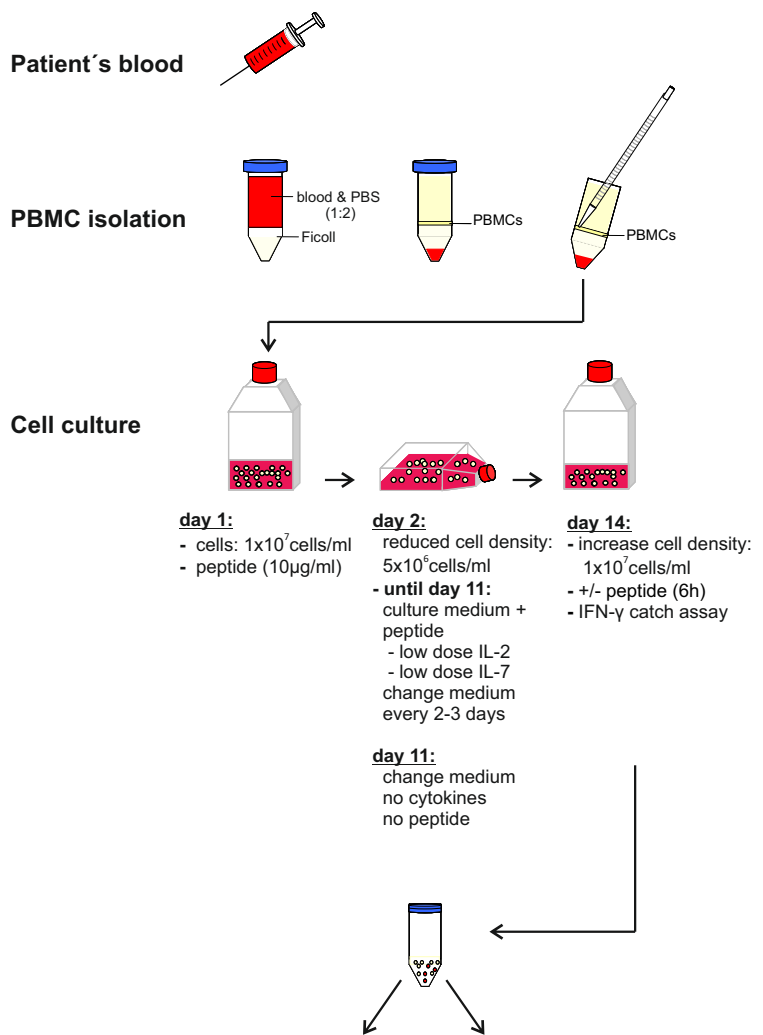 Patient´s blood
PBMC isolation
blood & PBS
(1:2)
Ficoll
PBMCs
PBMCs
Cell culture
day 1:
- cells: 1x10⁷cells/ml
- peptide (10µg/ml)
day 2:
reduced cell density:
5x10⁶cells/ml
- until day 11:
culture medium +
peptide
- low dose IL-2
- low dose IL-7
change medium
every 2-3 days
day 11:
change medium
no cytokines
no peptide
day 14:
- increase cell density:
1x10⁷cells/ml
- +/- peptide (6h)
- IFN-γ catch assay